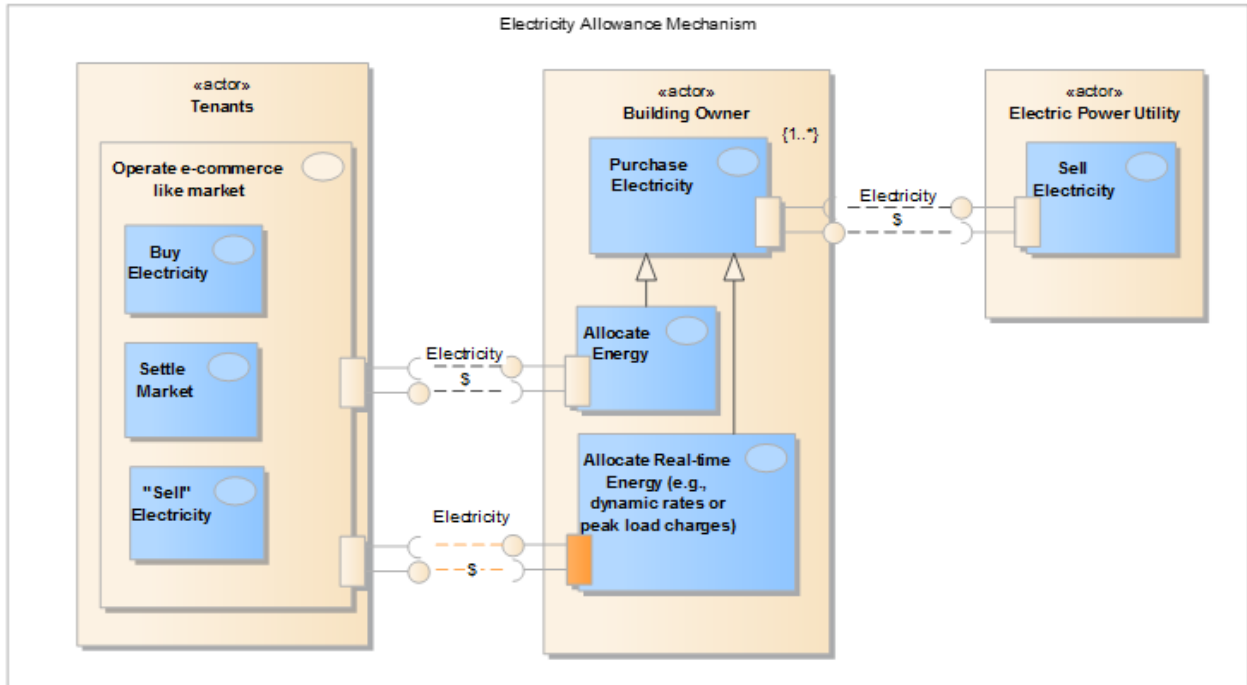 Electricity Allowance Mechanism
«actor»
Tenants
Operate e-commerce
like market
Buy
Electricity
Settle
Market
"Sell"
Electricity
Electricity
$
Electricity
$
«actor»
Building Owner
{1..*}
Purchase
Electricity
Allocate
Energy
Allocate Real-time
Energy (e.g.,
dynamic rates or
peak load charges)
Electricity
$
«actor»
Electric Power Utility
Sell
Electricity